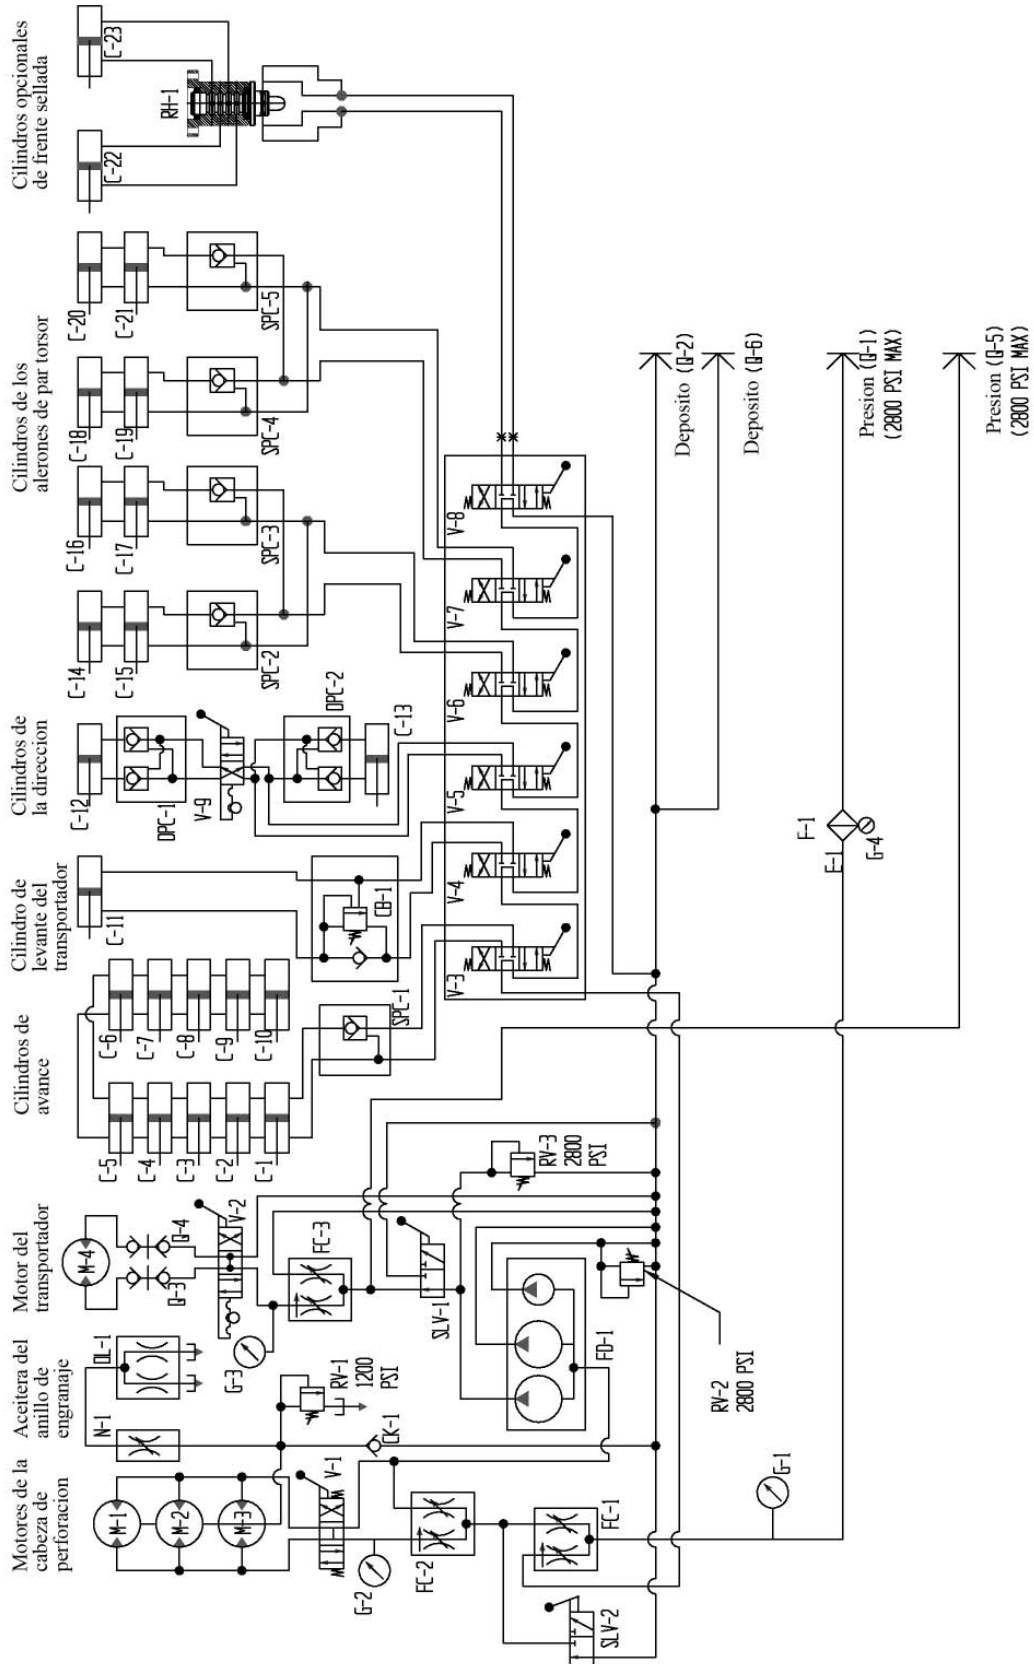 Cilindros opcionales
de frente sellada
C-23
C-22
RH-1
Cilindros de los
alerones de par torsor
C-20
C-21
SPC-5
C-18
C-19
SPC-4
C-16
C-17
SPC-3
C-14
C-15
SPC-2
Cilindros de
la direccion
C-12
DPC-1
V-9
DPC-2
C-13
Cilindro de
levante del
transportador
C-11
CB-1
Cilindros de
avance
C-6
C-7
C-8
C-9
C-10
C-5
C-4
C-3
C-2
C-1
SPC-1
V-8
V-7
V-6
V-5
V-4
V-3
Motor del
transportador
M-4
Q-4
Q-3
V-2
G-3
FC-3
SLV-1
RV-3
2800
PSI
Aceitera del
anillo de
engranaje
OL-1
N-1
RV-1
1200
PSI
CK-1
FD-1
RV-2
2800 PSI
Motores de la
cabeza de
perforacion
M-1
M-2
M-3
V-1
G-2
FC-2
FC-1
SLV-2
G-1
F-1
E-1
G-4
Deposito (Q-2)
Deposito (Q-6)
Presion (Q-1)
(2800 PSI MAX)
Presion (Q-5)
(2800 PSI MAX)